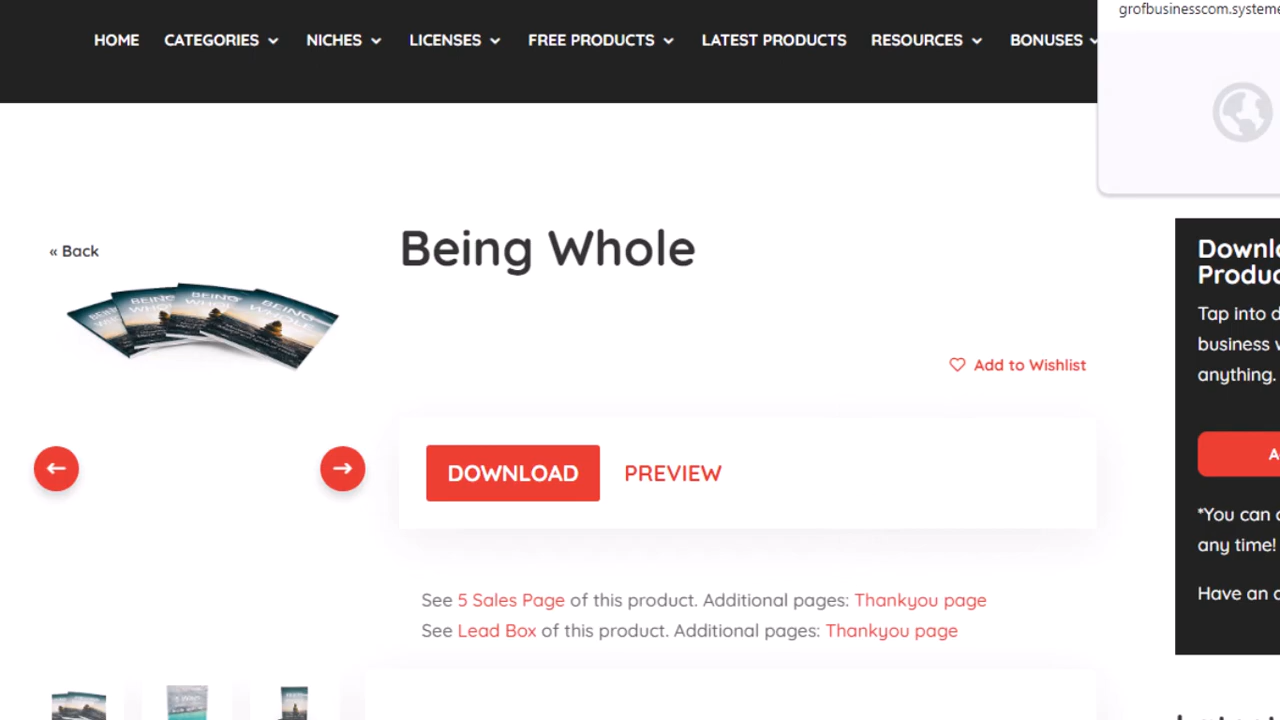 grofbusinesscom.systeme
HOME CATEGORIES NICHES LICENSES FREE PRODUCTS LATEST PRODUCTS RESOURCES BONUSES
« Back
Being Whole
BEING WHOLE
Add to Wishlist
DOWNLOAD PREVIEW
See 5 Sales Page of this product. Additional pages: Thankyou page
See Lead Box of this product. Additional pages: Thankyou page
Tap into
business
anything.
*You can
any time!
Have an